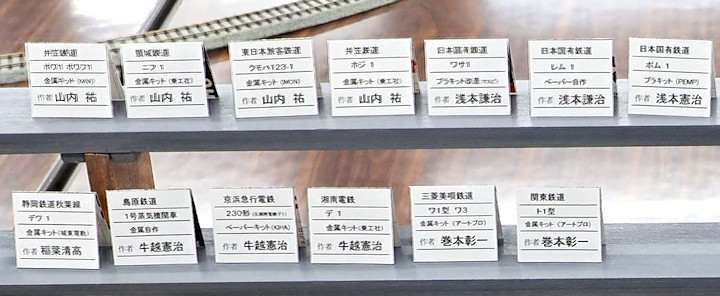 井笠鉄道
ホワ1 ホワフ1
金属キット(MWI)
作者 山内 祐
頸城鉄道
ニフ1
金属キット(乗工社)
作者 山内 祐
東日本旅客鉄道
クモハ123-1
金属キット(IMON)
作者 山内 祐
井笠鉄道
ホジ1
金属キット(乗工社)
作者 山内 祐
日本国有鉄道
ワサ1
プラキット改造
作者 浅本謙治
日本国有鉄道
レム1
ペーパー自作
作者 浅本謙治
日本国有鉄道
ポム1
プラキット(PEMP)
作者 浅本憲治
静岡鉄道秋葉線
デワ1
金属キット(城東電軌)
作者 稲葉清高
島原鉄道
1号蒸気機関車
金属自作
作者 牛越憲治
京浜急行電鉄
230形
ペーパーキット(KIHA)
作者 牛越憲治
湘南電鉄
デ1
金属キット(乗工社)
作者 牛越憲治
三菱美唄鉄道
ワ1型 ワ3
金属キット(アートプロ)
作者 巻本彰一
関東鉄道
ト1型
金属キット(アートプロ)
作者 巻本彰一